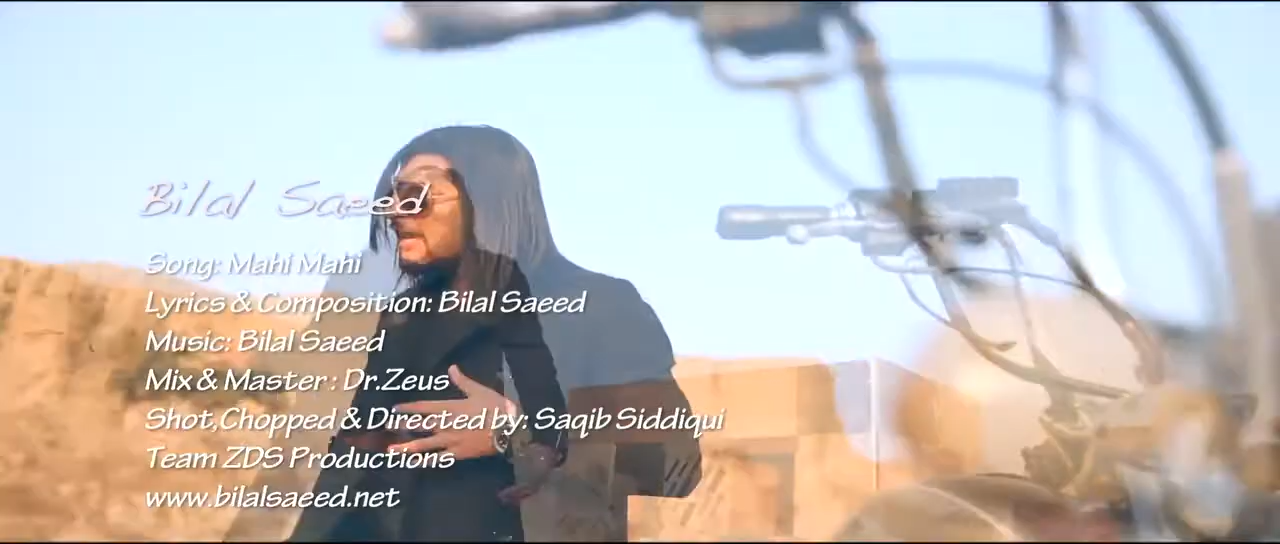 Bilal Saeed
Song: Mahi Mahi
Lyrics & Composition: Bilal Saeed
Music: Bilal Saeed
Mix & Master : Dr.Zeus
Shot,Chopped & Directed by: Saqib Siddiqui
Team ZDS Productions
www.bilalsaeed.net